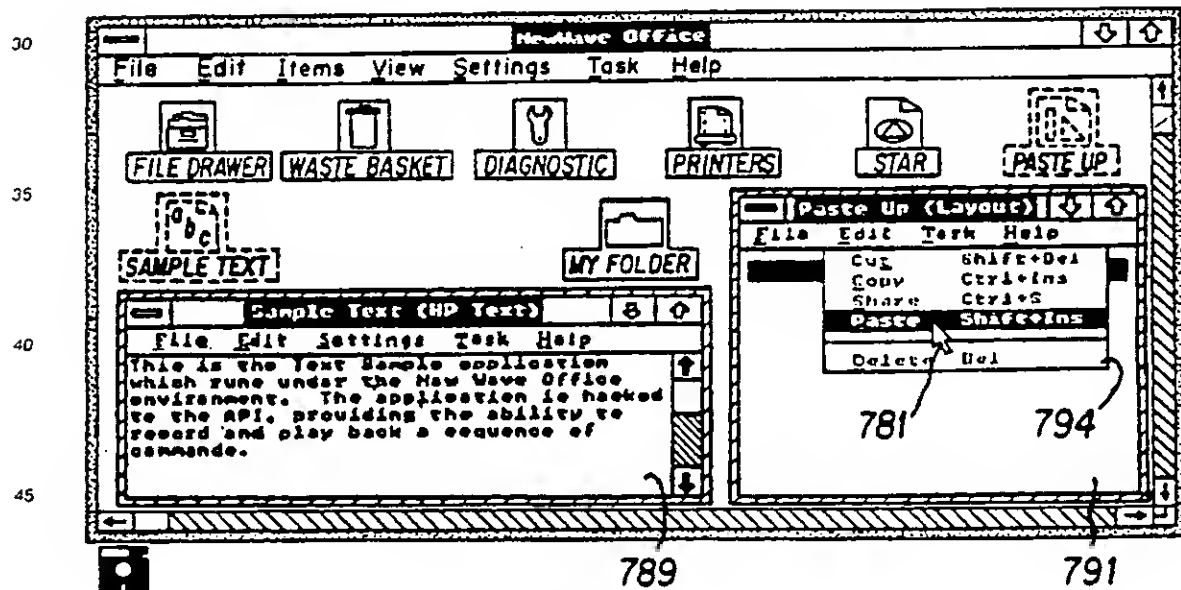 30
NewWave Office
File Edit Items View Settings Task Help
FILE DRAWER WASTE BASKET DIAGNOSTIC PRINTERS STAR PASTE UP
35
abc
SAMPLE TEXT MY FOLDER
Paste Up (Layout)
File Edit Task Help
Cut Shift+Del
Copy Ctrl+Ins
Share Ctrl+S
Paste Shift+Ins
Delete Del
Sample Text (HP Text)
File Edit Settings Task Help
40
This is the Text Sample application
which runs under the New Wave Office
environment. The application is hacked
to the API, providing the ability to
record and play back a sequence of
commands.
781 794
45
789 791